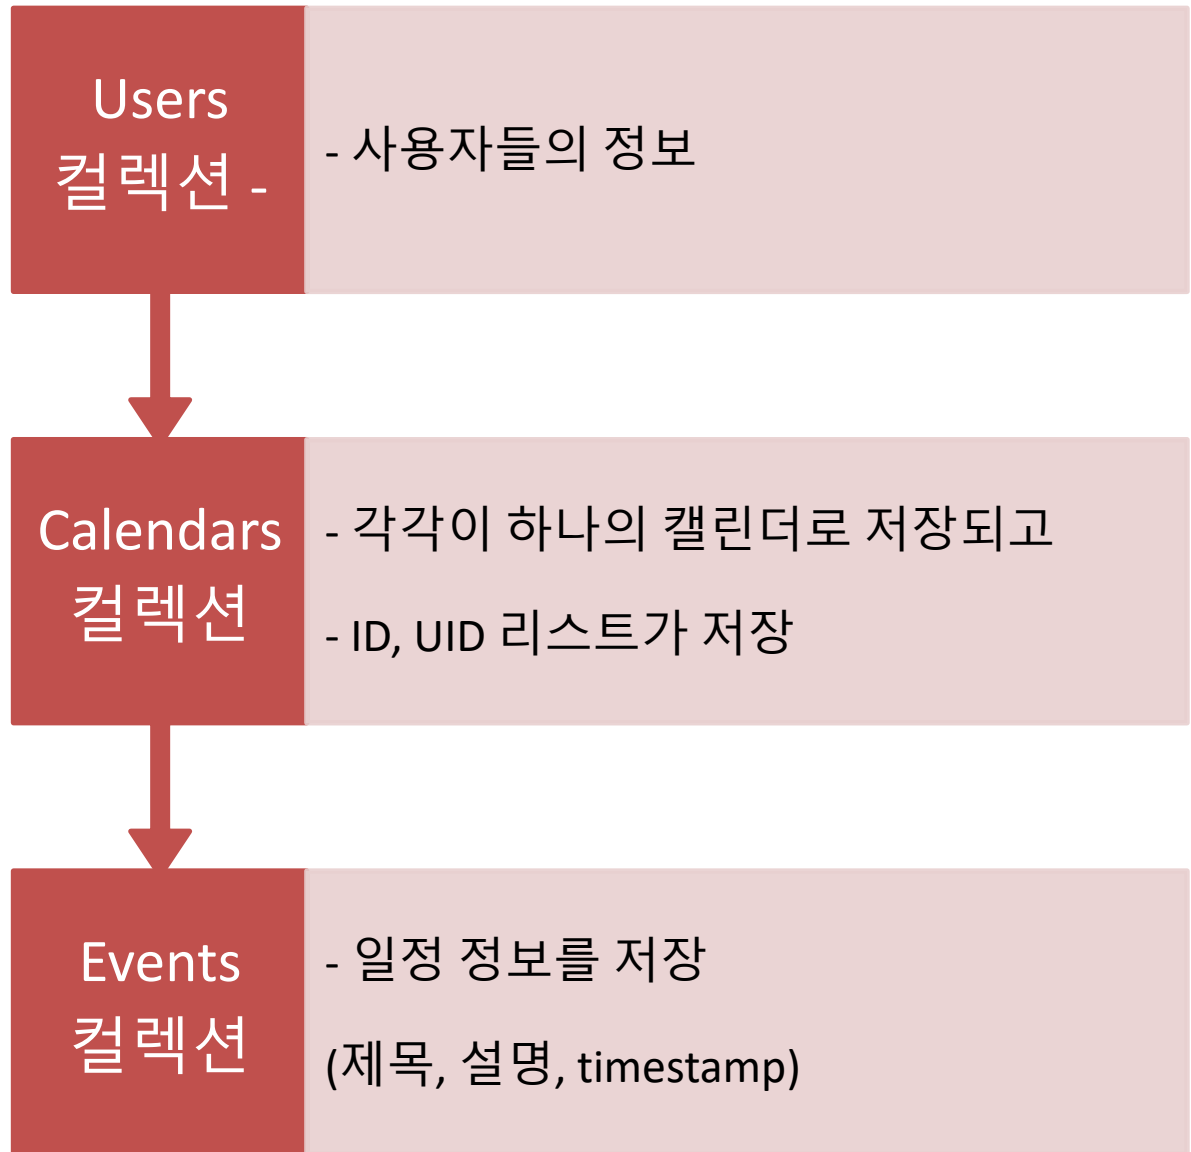 Users
컬렉션 -
- 사용자들의 정보
Calendars
컬렉션
- 각각이 하나의 캘린더로 저장되고
- ID, UID 리스트가 저장
Events
컬렉션
- 일정 정보를 저장
(제목, 설명, timestamp)